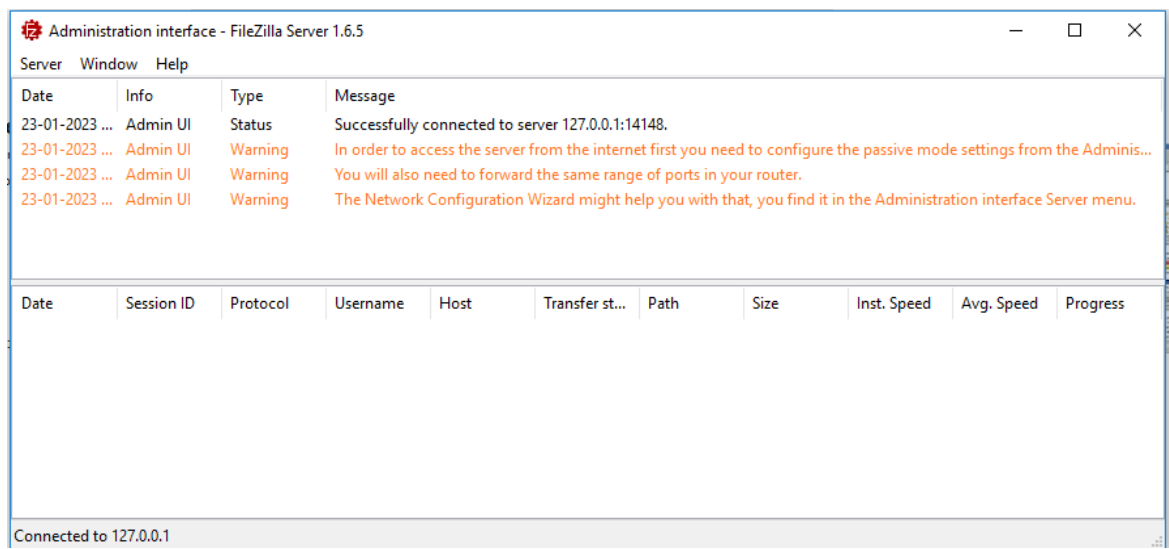 Administration interface - FileZilla Server 1.6.5
Server Window Help
Date Info Type Message
23-01-2023 ... Admin UI Status Successfully connected to server 127.0.0.1:14148.
23-01-2023 ... Admin UI Warning In order to access the server from the internet first you need to configure the passive mode settings from the Adminis...
23-01-2023 ... Admin UI Warning You will also need to forward the same range of ports in your router.
23-01-2023 ... Admin UI Warning The Network Configuration Wizard might help you with that, you find it in the Administration interface Server menu.
Date Session ID Protocol Username Host Transfer st... Path Size Inst. Speed Avg. Speed Progress
Connected to 127.0.0.1